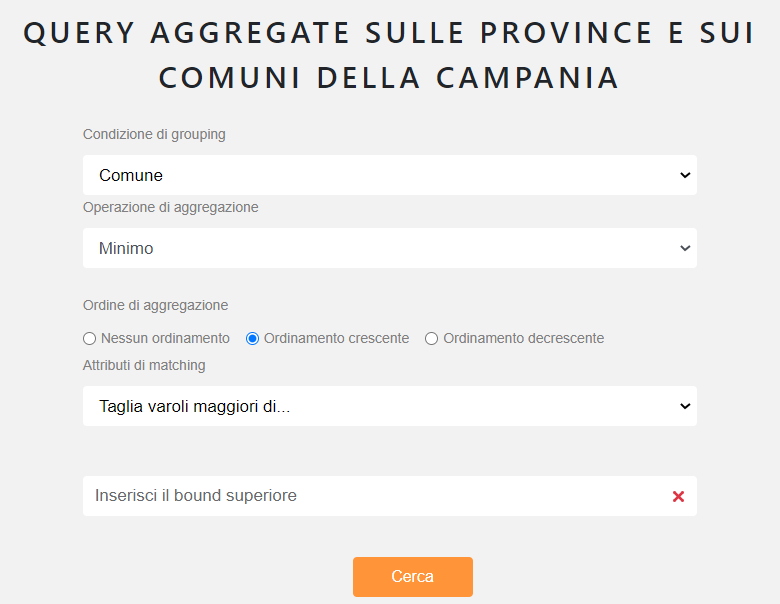 QUERY AGGREGATE SULLE PROVINCE E SUI
COMUNI DELLA CAMPANIA
Condizione di grouping
Comune
Operazione di aggregazione
Minimo
Ordine di aggregazione
Nessun ordinamento Ordinamento crescente Ordinamento decrescente
Attributi di matching
Taglia varoli maggiori di...
Inserisci il bound superiore
Cerca